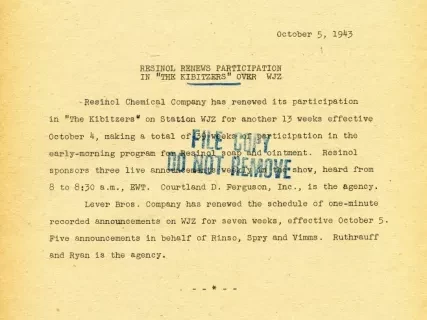 October 5, 1943
RESINOL RENEWS PARTICIPATION
IN "THE KIBITZERS" OVER WJZ
Resinol Chemical Company has renewed its participation
in "The Kibitzers" on Station WJZ for another 13 weeks effective
October 4, making a total of 39 weeks of participation in the
early-morning program for Resinol soap and ointment. Resinol
sponsors three live announcements weekly in the show, heard from
8 to 8:30 a.m., EWT. Courtland D. Ferguson, Inc., is the agency.
Lever Bros. Company has renewed the schedule of one-minute
recorded announcements on WJZ for seven weeks, effective October 5.
Five announcements in behalf of Rinso, Spry and Vimms. Ruthrauff
and Ryan is the agency.
- - * - -
FILE COPY
DO NOT REMOVE